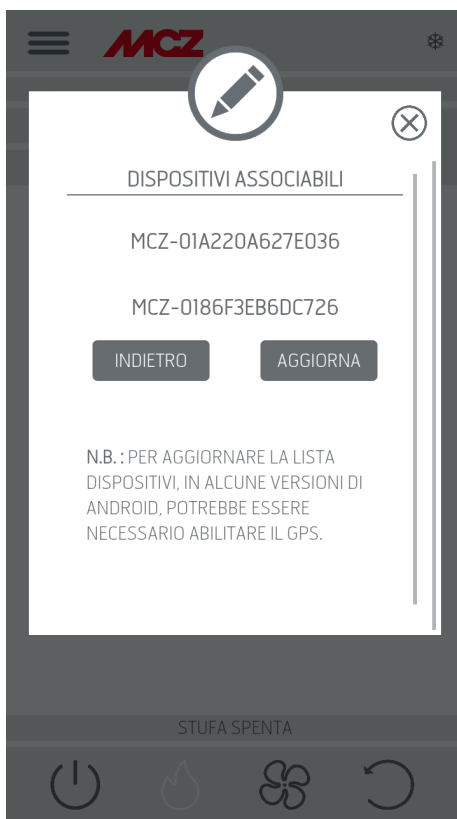 MCZ
DISPOSITIVI ASSOCIABILI
MCZ-01A220A627E036
MCZ-0186F3EB6DC726
INDIETRO
AGGIORNA
N.B. : PER AGGIORNARE LA LISTA
DISPOSITIVI, IN ALCUNE VERSIONI DI
ANDROID, POTREBBE ESSERE
NECESSARIO ABILITARE IL GPS.
STUFA SPENTA